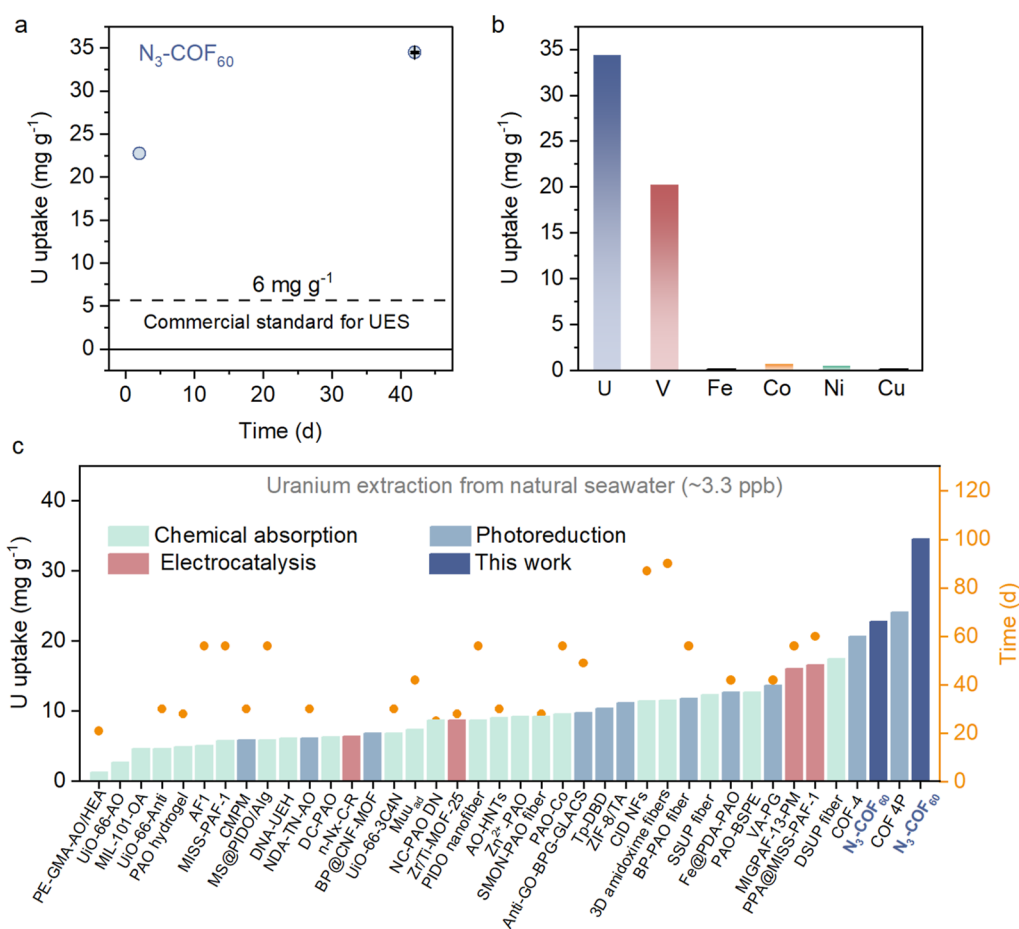 a
N₃-COF₆₀
35
30
25
20
15
10
5
0
U uptake (mg g⁻¹)
6 mg g⁻¹
Commercial standard for UES
0 10 20 30 40
Time (d)
b
35
30
25
20
15
10
5
0
U uptake (mg g⁻¹)
U V Fe Co Ni Cu
c
Uranium extraction from natural seawater (~3.3 ppb)
Chemical absorption
Photoreduction
Electrocatalysis
This work
40
30
20
10
0
U uptake (mg g⁻¹)
120
100
80
60
40
20
0
Time (d)
PE-GMA-AO/HEA
UiO-66-AO
MIL-101-OA
UiO-66-Anti
PAO hydrogel
AF1
MISS-PAF-1
CMPM
MS@PIDO/Alg
DNA-UEH
NDA-TN-AO
D C-PAO
n-Nx-C-R
BP@CNF-MOF
UiO-66-3C4N
Muuₐd
NC-PAO DN
Zr/Ti-MOF-25
PIDO nanofiber
AO-HNTs
Zn²⁺-PAO
SMON-PAO fiber
PAO-Co
Anti-GO-BPG-GLACS
Tp-DBD
ZIF-8/TA
CID NFs
3D amidoxime fibers
BP-PAO fiber
SSUP fiber
Fe@PDA-PAO
PAO-BSPE
VA-PG
MIGPAF-13-PM
PPA@MISS-PAF-1
DSUP fiber
COF-4
N₃-COF₆₀
COF 4P
N₃-COF₆₀